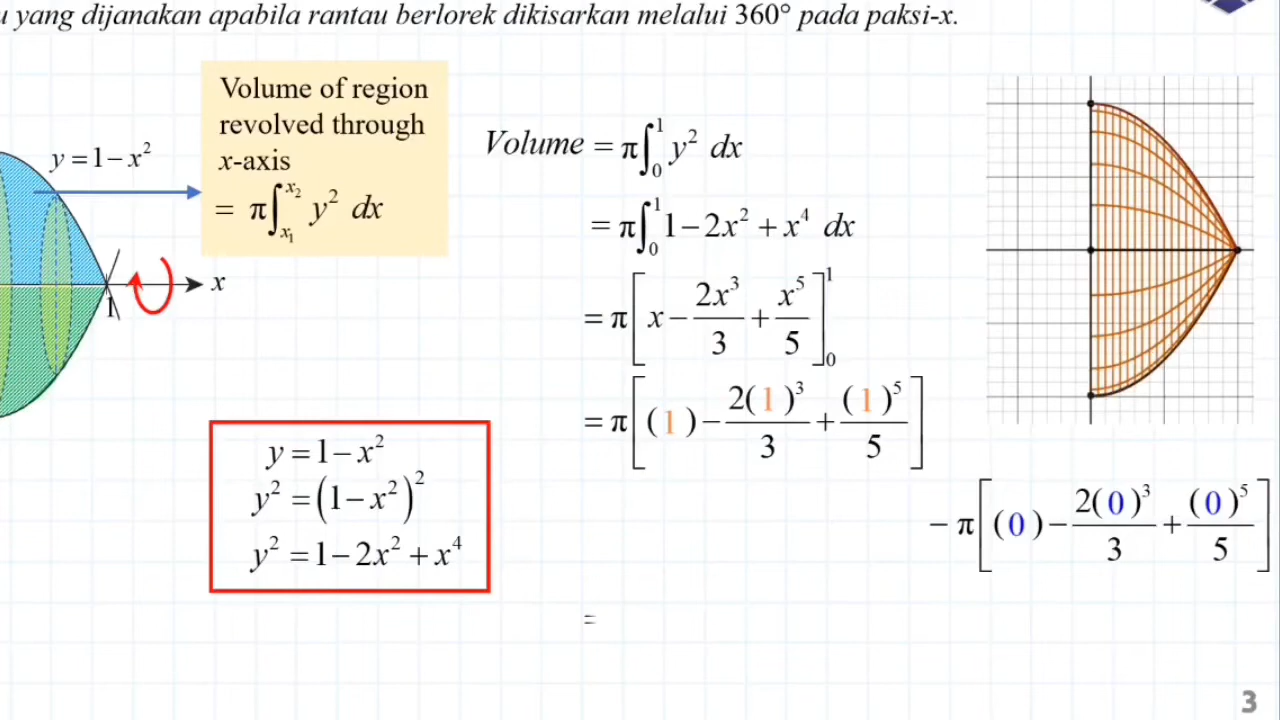 yang dijanakan apabila rantau berlorek dikisarkan melalui 360° pada paksi-x.
y = 1 − x²
x
1
Volume of region
revolved through
x-axis
= π∫_{x₁}^{x₂} y² dx
Volume = π∫₀¹ y² dx
= π∫₀¹ 1 − 2x² + x⁴ dx
= π[x − 2x³/3 + x⁵/5]₀¹
= π[(1) − 2(1)³/3 + (1)⁵/5]
− π[(0) − 2(0)³/3 + (0)⁵/5]
=
y = 1 − x²
y² = (1 − x²)²
y² = 1 − 2x² + x⁴
3